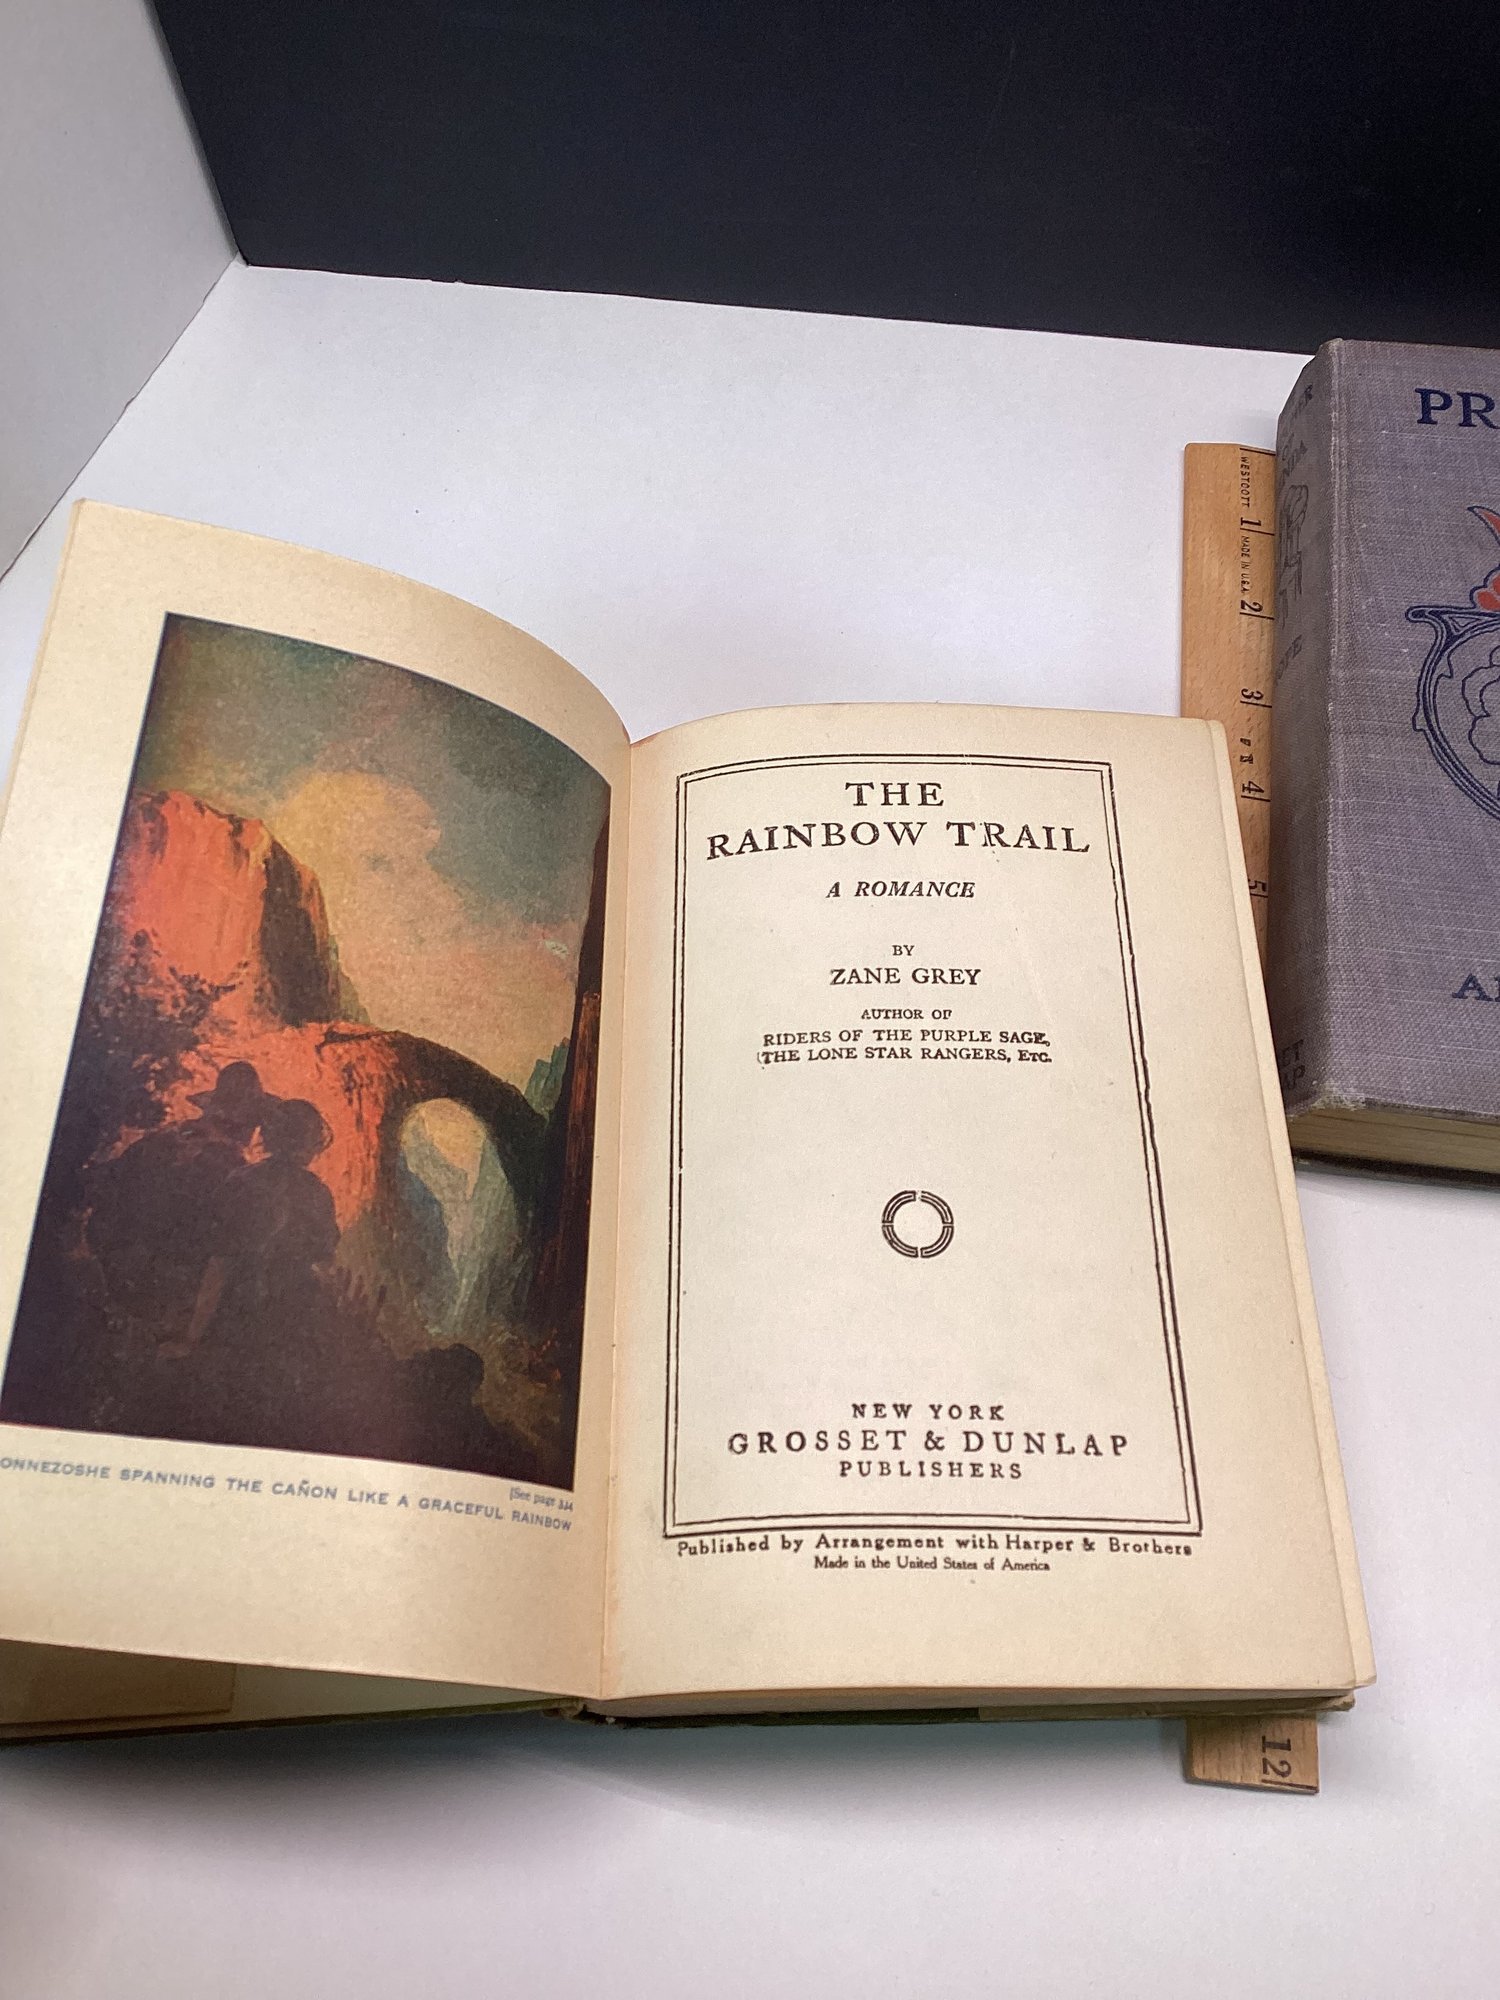 ONNEZOSHE SPANNING THE CAÑON LIKE A GRACEFUL RAINBOW
[See page 334
THE
RAINBOW TRAIL
A ROMANCE
BY
ZANE GREY
AUTHOR OF
RIDERS OF THE PURPLE SAGE,
THE LONE STAR RANGERS, ETC.
NEW YORK
GROSSET & DUNLAP
PUBLISHERS
Published by Arrangement with Harper & Brothers
Made in the United States of America
WESTCOTT
MADE IN U.S.A.
1
2
3
4
5
12
PR
OF